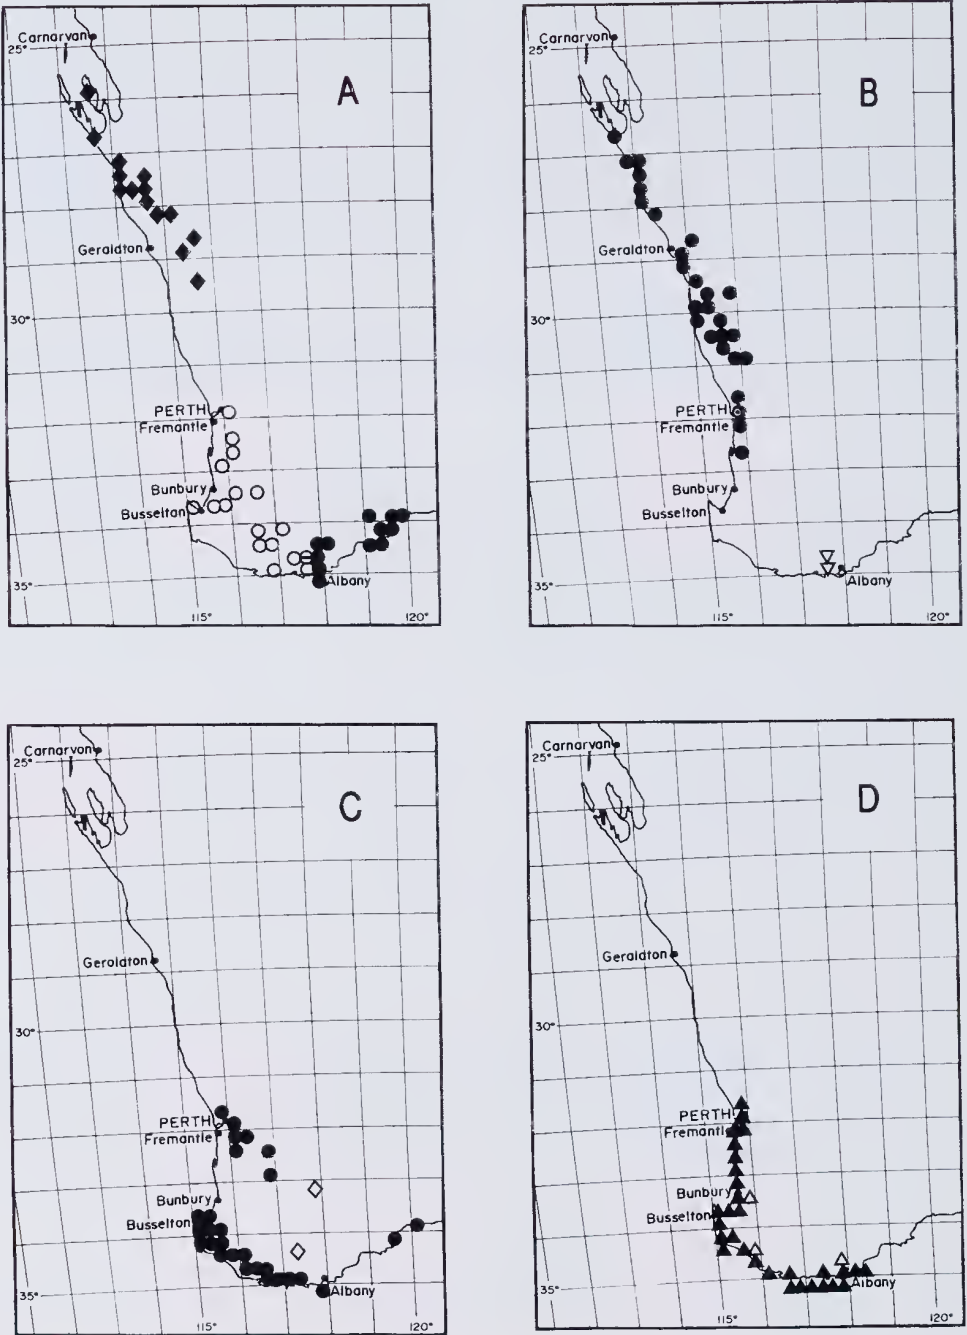 Carnarvon
25°
A
Geraldton
30°
PERTH
Fremantle
Bunbury
Busselton
35°
Albany
115°
120°
Carnarvon
25°
B
Geraldton
30°
PERTH
Fremantle
Bunbury
Busselton
35°
Albany
115°
120°
Carnarvon
25°
C
Geraldton
30°
PERTH
Fremantle
Bunbury
Busselton
35°
Albany
115°
120°
Carnarvon
25°
D
Geraldton
30°
PERTH
Fremantle
Bunbury
Busselton
35°
Albany
115°
120°